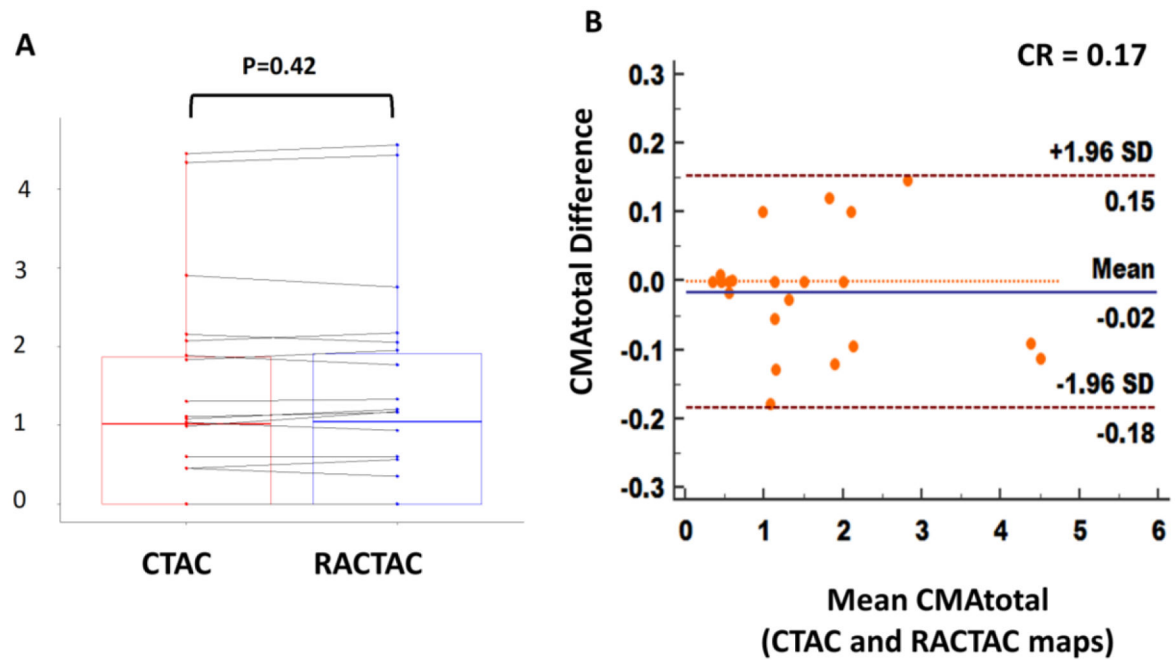 A
P=0.42
4
3
2
1
0
CTAC
RACTAC
B
CR = 0.17
CMAtotal Difference
0.3
0.2
0.1
0.0
-0.1
-0.2
-0.3
+1.96 SD
0.15
Mean
-0.02
-1.96 SD
-0.18
0 1 2 3 4 5 6
Mean CMAtotal
(CTAC and RACTAC maps)